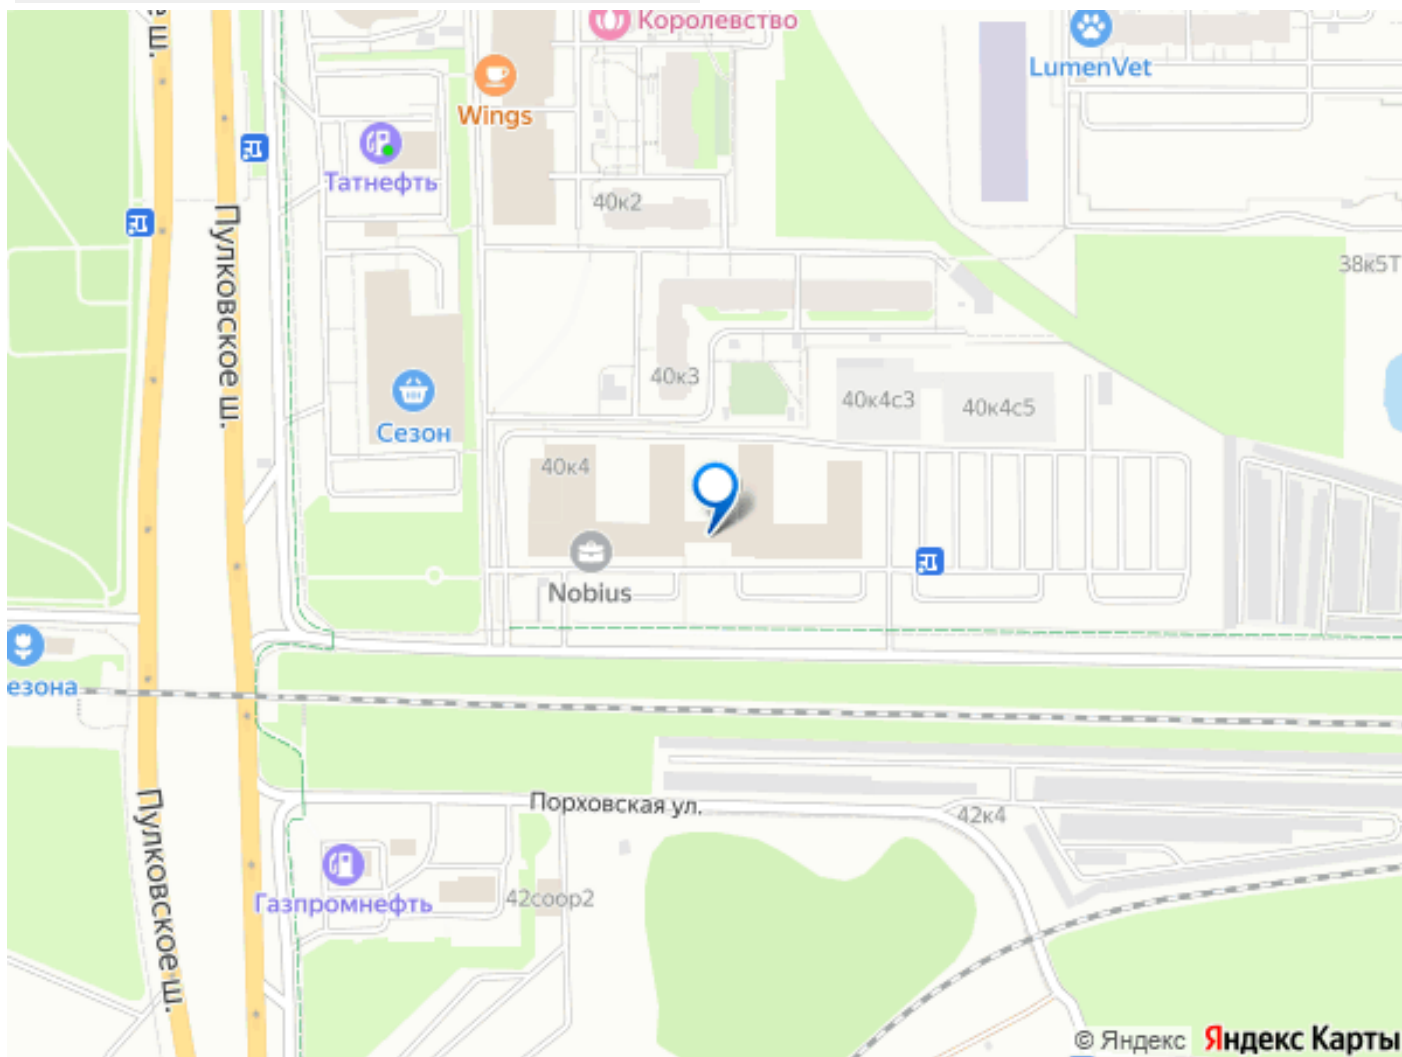 Королевство
LumenVet
Wings
Татнефть
40к2
Пулковское ш.
38к5Т
40к3
40к4с3
40к4с5
Сезон
40к4
Nobius
езона
Порховская ул.
42к4
Пулковское ш.
Газпромнефть
42соор2
© Яндекс Яндекс Карты
ш.